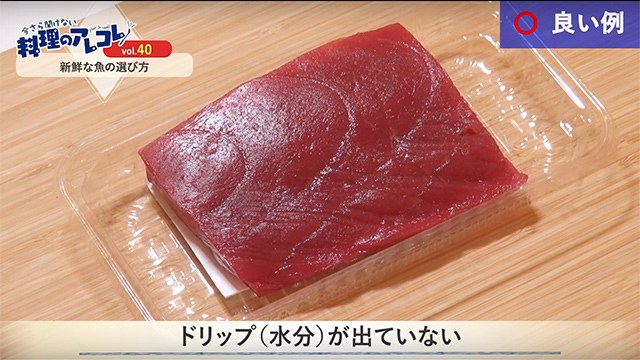 今さら聞けない
料理のアレコレ
vol.40
新鮮な魚の選び方
良い例
ドリップ（水分）が出ていない